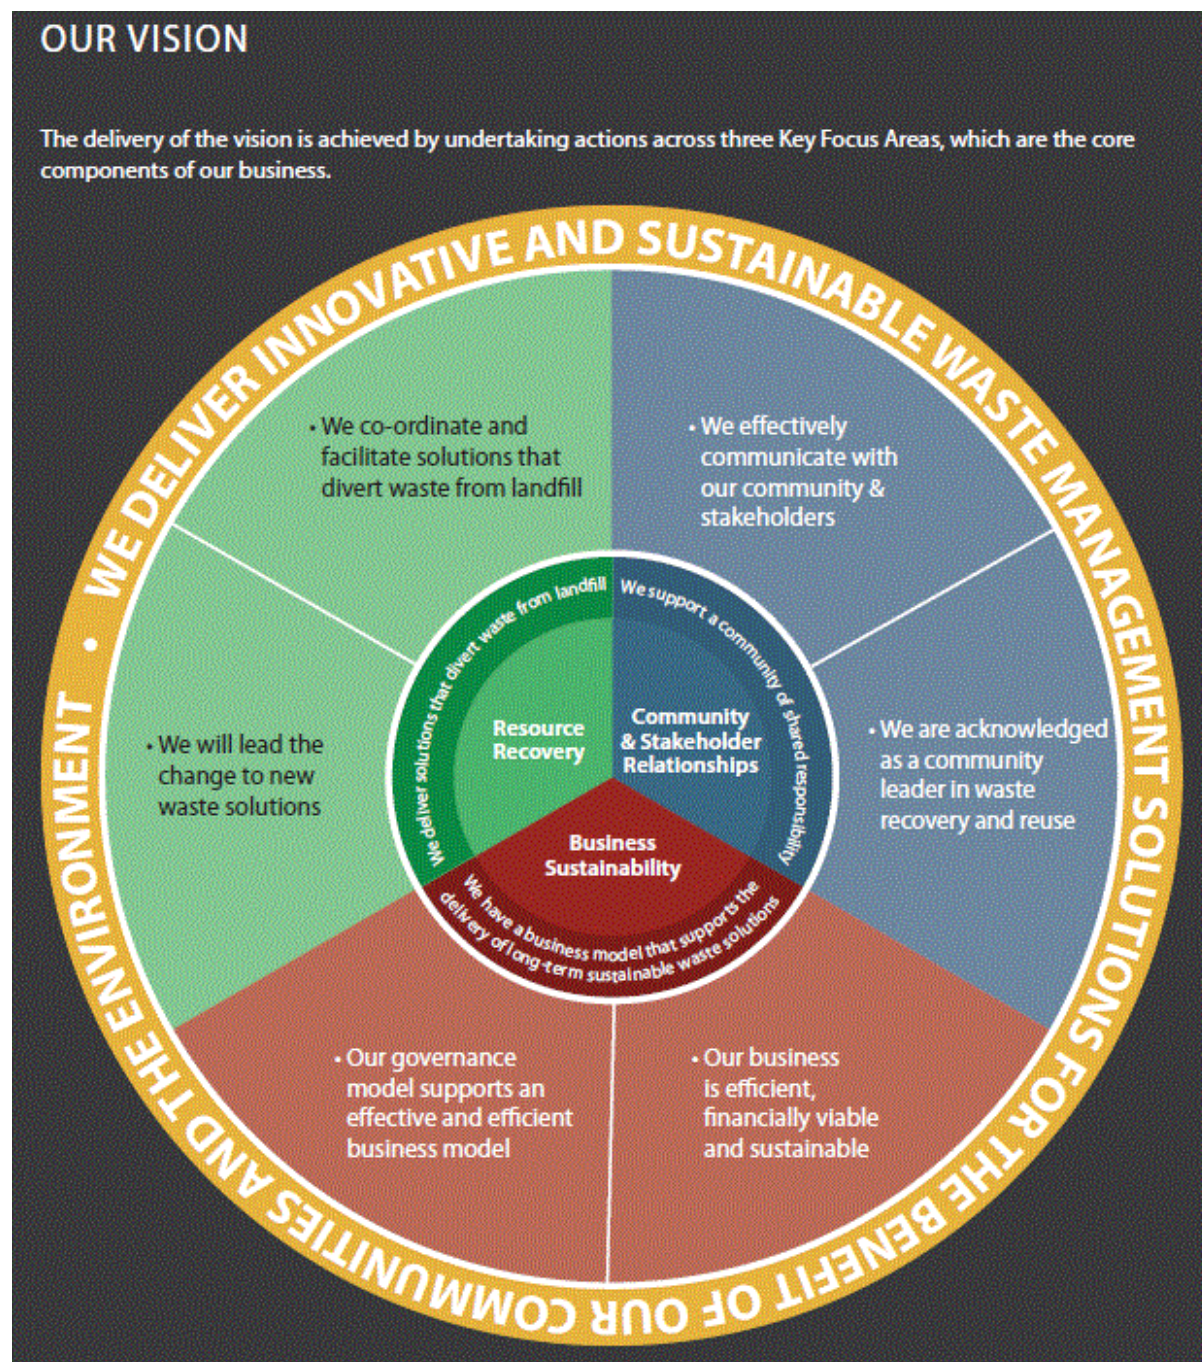 OUR VISION
The delivery of the vision is achieved by undertaking actions across three Key Focus Areas, which are the core
components of our business.
WE DELIVER INNOVATIVE AND SUSTAINABLE WASTE MANAGEMENT SOLUTIONS FOR THE BENEFIT OF OUR COMMUNITIES AND THE ENVIRONMENT •
• We co-ordinate and
facilitate solutions that
divert waste from landfill
• We effectively
communicate with
our community &
stakeholders
• We will lead the
change to new
waste solutions
We deliver solutions that divert waste from landfill
Resource
Recovery
We support a community of shared responsibility
Community
& Stakeholder
Relationships
• We are acknowledged
as a community
leader in waste
recovery and reuse
Business
Sustainability
We have a business model that supports the
delivery of long-term sustainable waste solutions
• Our governance
model supports an
effective and efficient
business model
• Our business
is efficient,
financially viable
and sustainable